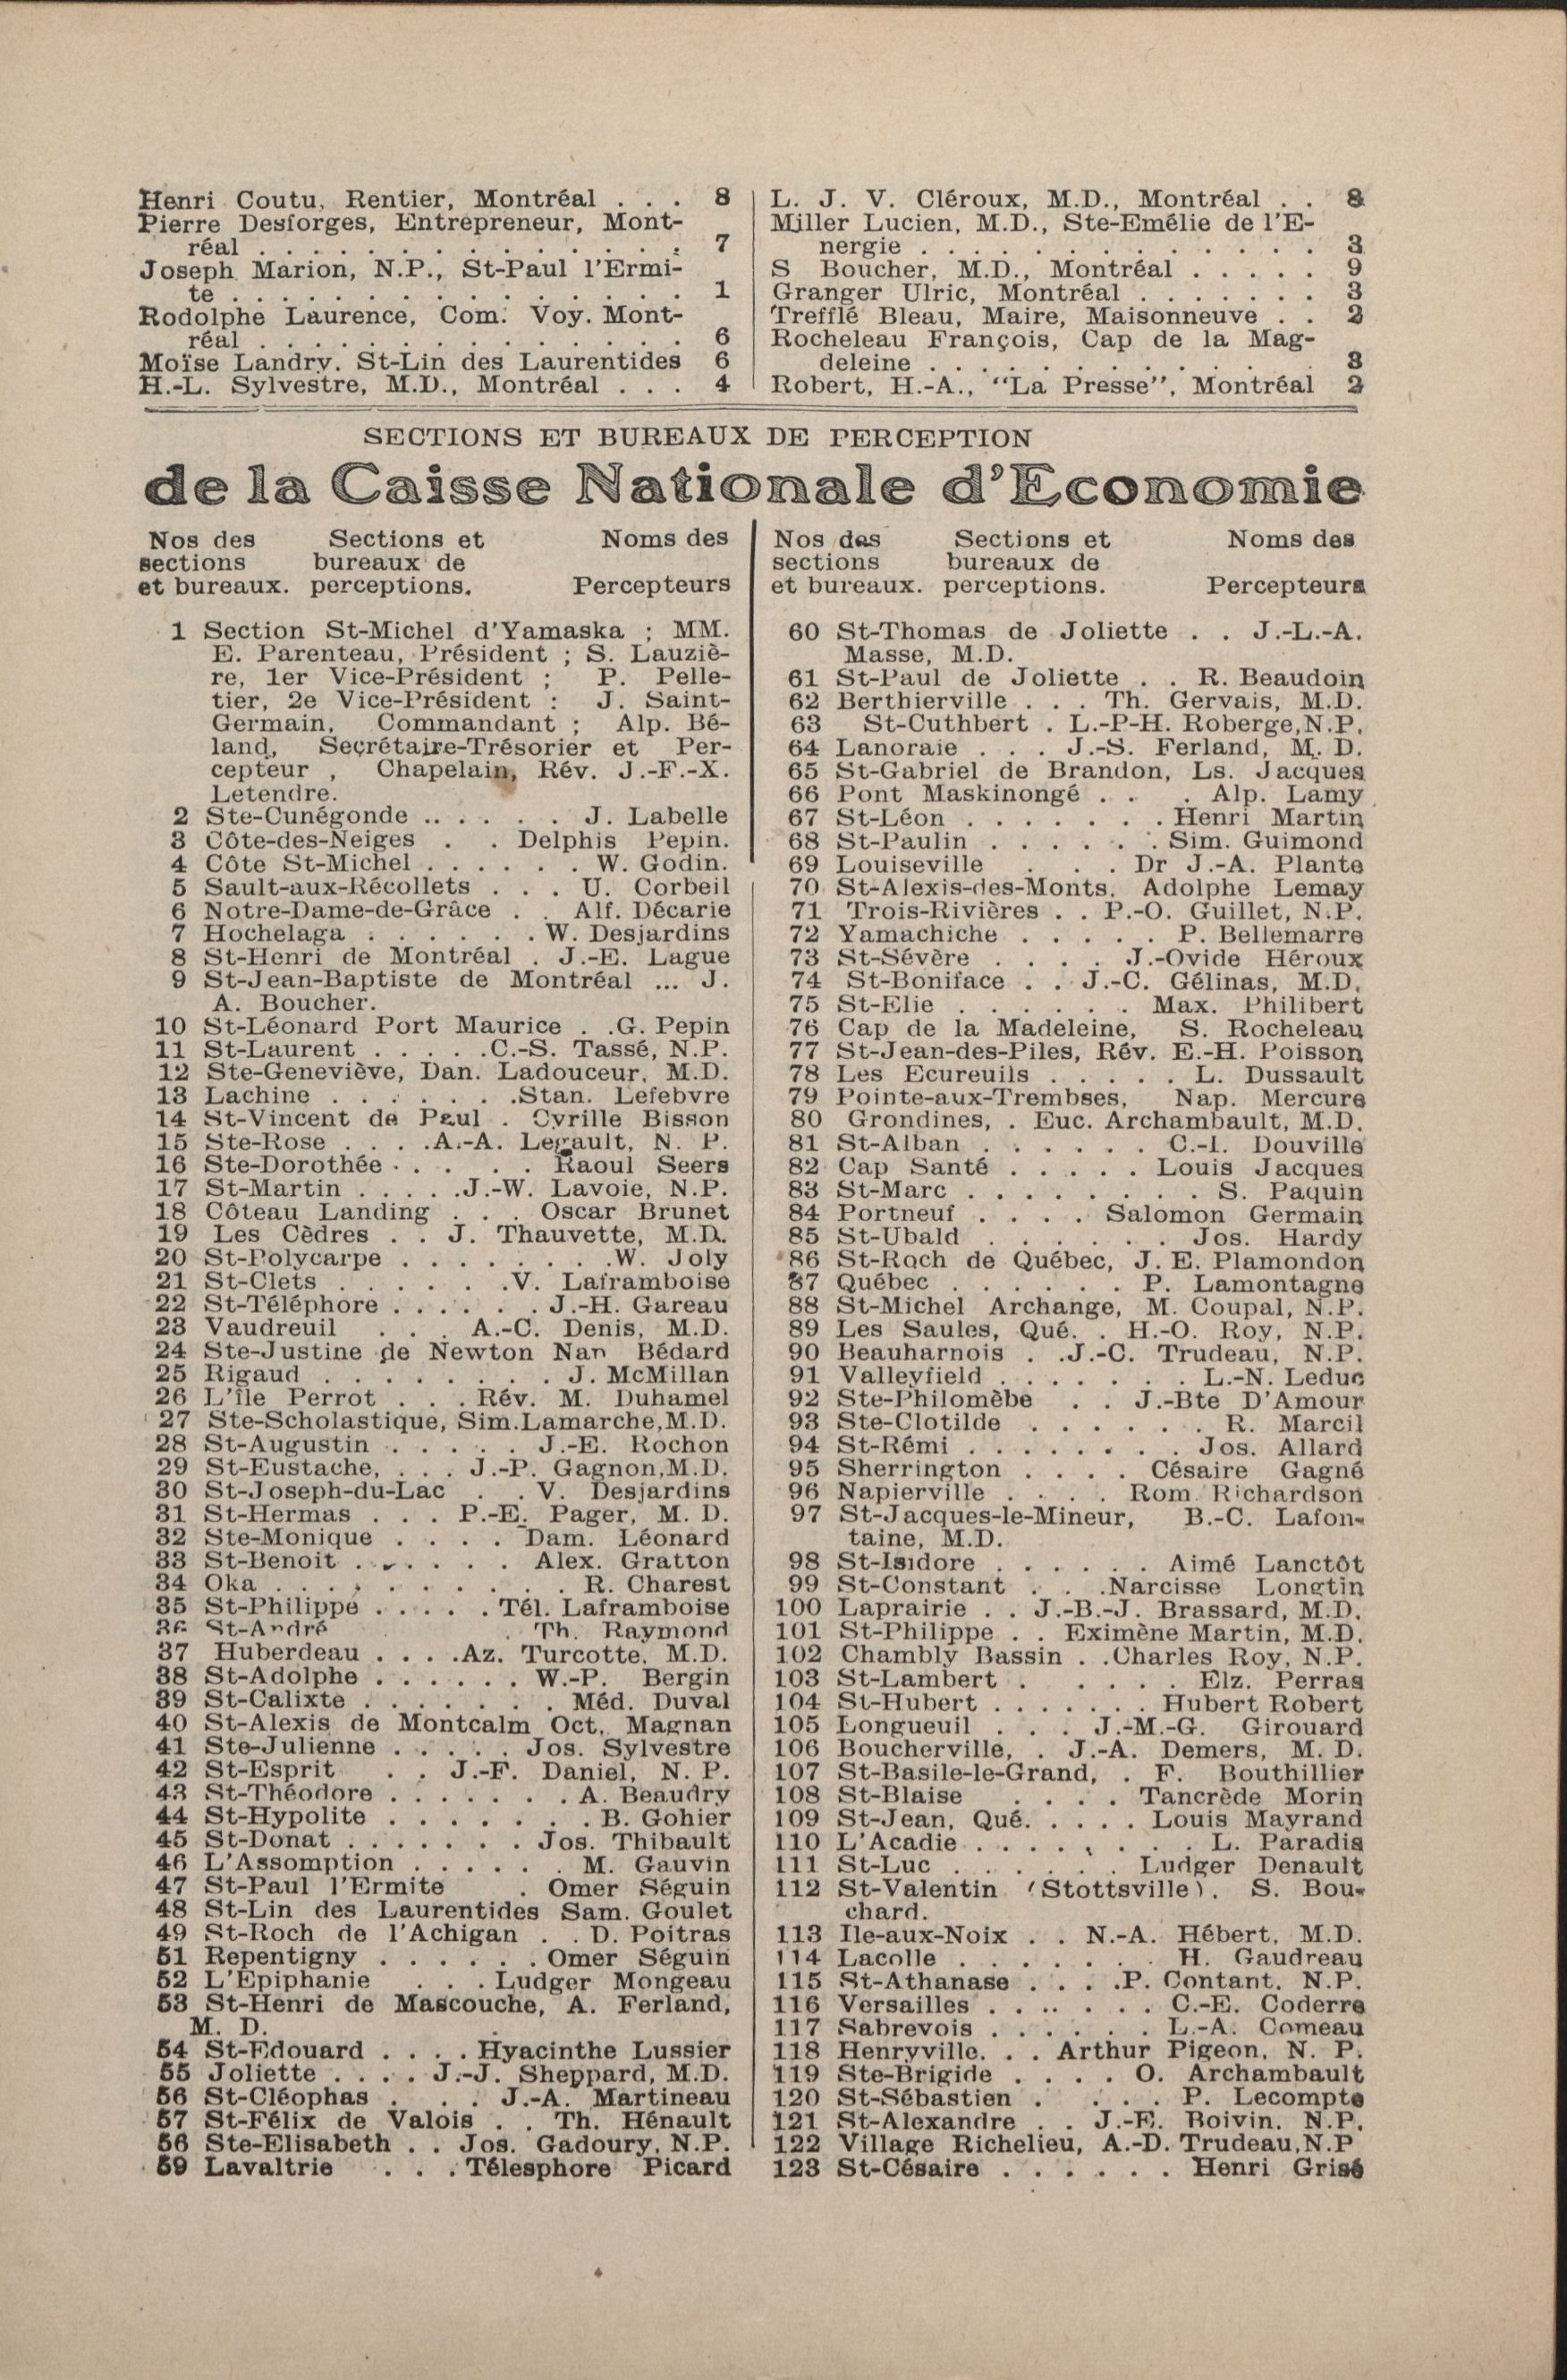 Henri Coutu, Rentier, Montréal . . . 8
Pierre Desforges, Entrepreneur, Mont-
réal . . . . . . . . . . . . . . . 7
Joseph Marion, N.P., St-Paul l'Ermi-
te . . . . . . . . . . . . . . . . 1
Rodolphe Laurence, Com. Voy. Mont-
réal . . . . . . . . . . . . . . . 6
Moïse Landry. St-Lin des Laurentides 6
H.-L. Sylvestre, M.D., Montréal . . . 4
L. J. V. Cléroux, M.D., Montréal . . 8
Miller Lucien, M.D., Ste-Emélie de l'E-
nergie . . . . . . . . . . . . . . 3
S Boucher, M.D., Montréal . . . . . 9
Granger Ulric, Montréal . . . . . . . 3
Trefflé Bleau, Maire, Maisonneuve . . 2
Rocheleau François, Cap de la Mag-
deleine . . . . . . . . . . . . . 3
Robert, H.-A., "La Presse", Montréal 2
SECTIONS ET BUREAUX DE PERCEPTION
de la Caisse Nationale d'Economie
Nos des Sections et Noms des
sections bureaux de
et bureaux. perceptions. Percepteurs
1 Section St-Michel d'Yamaska ; MM.
E. Parenteau, Président ; S. Lauziè-
re, 1er Vice-Président ; P. Pelle-
tier, 2e Vice-Président : J. Saint-
Germain, Commandant ; Alp. Bé-
land, Secrétaire-Trésorier et Per-
cepteur , Chapelain, Rév. J.-F.-X.
Letendre.
2 Ste-Cunégonde .. . . . . J. Labelle
3 Côte-des-Neiges . . . Delphis Pepin.
4 Côte St-Michel . . . . . . W. Godin.
5 Sault-aux-Récollets . . . U. Corbeil
6 Notre-Dame-de-Grâce . . Alf. Décarie
7 Hochelaga . . . . . . . W. Desjardins
8 St-Henri de Montréal . J.-E. Lague
9 St-Jean-Baptiste de Montréal ... J.
A. Boucher.
10 St-Léonard Port Maurice . .G. Pepin
11 St-Laurent . . . . .C.-S. Tassé, N.P.
12 Ste-Geneviève, Dan. Ladouceur, M.D.
13 Lachine . . . . . . .Stan. Lefebvre
14 St-Vincent de Paul . Cyrille Bisson
15 Ste-Rose . . . .A.-A. Legault, N. P.
16 Ste-Dorothée . . . . . Raoul Seers
17 St-Martin . . . . .J.-W. Lavoie, N.P.
18 Côteau Landing . . . Oscar Brunet
19 Les Cèdres . . J. Thauvette, M.D.
20 St-Polycarpe . . . . . . . .W. Joly
21 St-Clets . . . . . . .V. Laframboise
22 St-Téléphore . . . . . . J.-H. Gareau
23 Vaudreuil . . . A.-C. Denis, M.D.
24 Ste-Justine de Newton Nan Bédard
25 Rigaud . . . . . . . . J. McMillan
26 L'Île Perrot . . . Rév. M. Duhamel
27 Ste-Scholastique, Sim.Lamarche,M.D.
28 St-Augustin . . . . . J.-E. Rochon
29 St-Eustache, . . . J.-P. Gagnon,M.D.
30 St-Joseph-du-Lac . . V. Desjardins
31 St-Hermas . . . P.-E. Pager, M. D.
32 Ste-Monique . . . . Dam. Léonard
33 St-Benoit . . . . . . Alex. Gratton
34 Oka . . . . . . . . . . R. Charest
35 St-Philippe . . . . . Tél. Laframboise
36 St-André . Th. Raymond
37 Huberdeau . . . .Az. Turcotte, M.D.
38 St-Adolphe . . . . . . W.-P. Bergin
39 St-Calixte . . . . . . . Méd. Duval
40 St-Alexis de Montcalm Oct. Magnan
41 Ste-Julienne . . . . . Jos. Sylvestre
42 St-Esprit . . J.-F. Daniel, N. P.
43 St-Théodore . . . . . . . A. Beaudry
44 St-Hypolite . . . . . . . . B. Gohier
45 St-Donat . . . . . . . Jos. Thibault
46 L'Assomption . . . . . . M. Gauvin
47 St-Paul l'Ermite . Omer Séguin
48 St-Lin des Laurentides Sam. Goulet
49 St-Roch de l'Achigan . . D. Poitras
51 Repentigny . . . . . . Omer Séguin
52 L'Epiphanie . . . Ludger Mongeau
53 St-Henri de Mascouche, A. Ferland,
M. D.
54 St-Edouard . . . . Hyacinthe Lussier
55 Joliette . . . . J.-J. Sheppard, M.D.
56 St-Cléophas . . . J.-A. Martineau
57 St-Félix de Valois . . Th. Hénault
56 Ste-Elisabeth . . Jos. Gadoury, N.P.
59 Lavaltrie . . . Télesphore Picard
Nos des Sections et Noms des
sections bureaux de
et bureaux. perceptions. Percepteurs
60 St-Thomas de Joliette . . J.-L.-A.
Masse, M.D.
61 St-Paul de Joliette . . R. Beaudoin
62 Berthierville . . . Th. Gervais, M.D.
63 St-Cuthbert . L.-P-H. Roberge,N.P.
64 Lanoraie . . . J.-S. Ferland, M. D.
65 St-Gabriel de Brandon, Ls. Jacques
66 Pont Maskinongé . . . Alp. Lamy
67 St-Léon . . . . . . . Henri Martin
68 St-Paulin . . . . . . Sim. Guimond
69 Louiseville . . . Dr J.-A. Plante
70 St-Alexis-des-Monts. Adolphe Lemay
71 Trois-Rivières . . P.-O. Guillet, N.P.
72 Yamachiche . . . . . P. Bellemarre
73 St-Sévère . . . . J.-Ovide Héroux
74 St-Boniface . . J.-C. Gélinas, M.D.
75 St-Elie . . . . . . Max. Philibert
76 Cap de la Madeleine, S. Rocheleau
77 St-Jean-des-Piles, Rév. E.-H. Poisson
78 Les Ecureuils . . . . . L. Dussault
79 Pointe-aux-Trembses, Nap. Mercure
80 Grondines, . Euc. Archambault, M.D.
81 St-Alban . . . . . . C.-I. Douville
82 Cap Santé . . . . . Louis Jacques
83 St-Marc . . . . . . . . S. Paquin
84 Portneuf . . . . Salomon Germain
85 St-Ubald . . . . . . Jos. Hardy
86 St-Roch de Québec, J. E. Plamondon
87 Québec . . . . . . P. Lamontagne
88 St-Michel Archange, M. Coupal, N.P.
89 Les Saules, Qué. . H.-O. Roy, N.P.
90 Beauharnois . .J.-C. Trudeau, N.P.
91 Valleyfield . . . . . . . L.-N. Leduc
92 Ste-Philomèbe . . J.-Bte D'Amour
93 Ste-Clotilde . . . . . . R. Marcil
94 St-Rémi . . . . . . . . Jos. Allard
95 Sherrington . . . . Césaire Gagné
96 Napierville . . . . Rom. Richardson
97 St-Jacques-le-Mineur, B.-C. Lafon-
taine, M.D.
98 St-Isidore . . . . . . Aimé Lanctôt
99 St-Constant . . .Narcisse Longtin
100 Laprairie . . J.-B.-J. Brassard, M.D.
101 St-Philippe . . Eximène Martin, M.D.
102 Chambly Bassin . .Charles Roy, N.P.
103 St-Lambert . . . . . Elz. Perras
104 St-Hubert . . . . . . . Hubert Robert
105 Longueuil . . . J.-M.-G. Girouard
106 Boucherville, . J.-A. Demers, M. D.
107 St-Basile-le-Grand, . F. Bouthillier
108 St-Blaise . . . . Tancrède Morin
109 St-Jean, Qué. . . . . Louis Mayrand
110 L'Acadie . . . . . . . . . L. Paradis
111 St-Luc . . . . . . . Ludger Denault
112 St-Valentin (Stottsville). S. Bou-
chard.
113 Ile-aux-Noix . . N.-A. Hébert, M.D.
114 Lacolle . . . . . . . . H. Gaudreau
115 St-Athanase . . . .P. Contant. N.P.
116 Versailles . . .. . . . C.-E. Coderre
117 Sabrevois . . . . . . L.-A. Comeau
118 Henryville. . . Arthur Pigeon, N. P.
119 Ste-Brigide . . . . O. Archambault
120 St-Sébastien . . . . P. Lecompte
121 St-Alexandre . . J.-E. Boivin. N.P.
122 Village Richelieu, A.-D. Trudeau,N.P
123 St-Césaire . . . . . . Henri Grisé